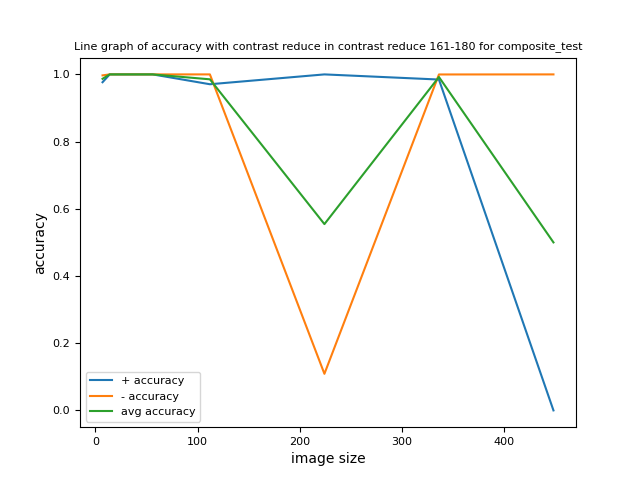 Line graph of accuracy with contrast reduce in contrast reduce 161-180 for composite_test
1.0
0.8
0.6
0.4
0.2
0.0
accuracy
+ accuracy
- accuracy
avg accuracy
0 100 200 300 400
image size